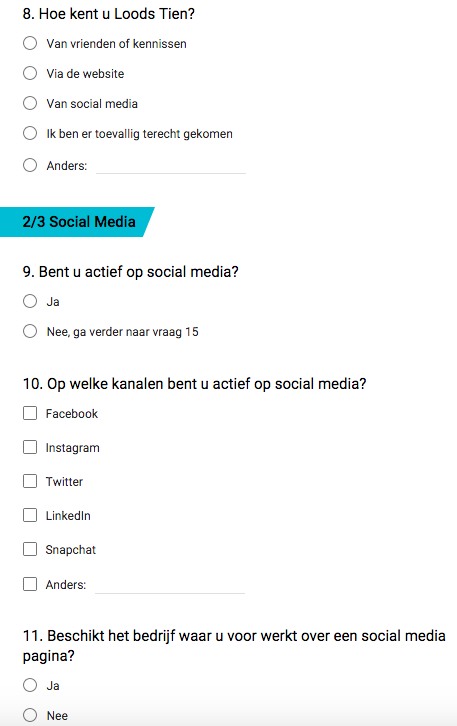 8. Hoe kent u Loods Tien?
Van vrienden of kennissen
Via de website
Van social media
Ik ben er toevallig terecht gekomen
Anders:
2/3 Social Media
9. Bent u actief op social media?
Ja
Nee, ga verder naar vraag 15
10. Op welke kanalen bent u actief op social media?
Facebook
Instagram
Twitter
LinkedIn
Snapchat
Anders:
11. Beschikt het bedrijf waar u voor werkt over een social media
pagina?
Ja
Nee